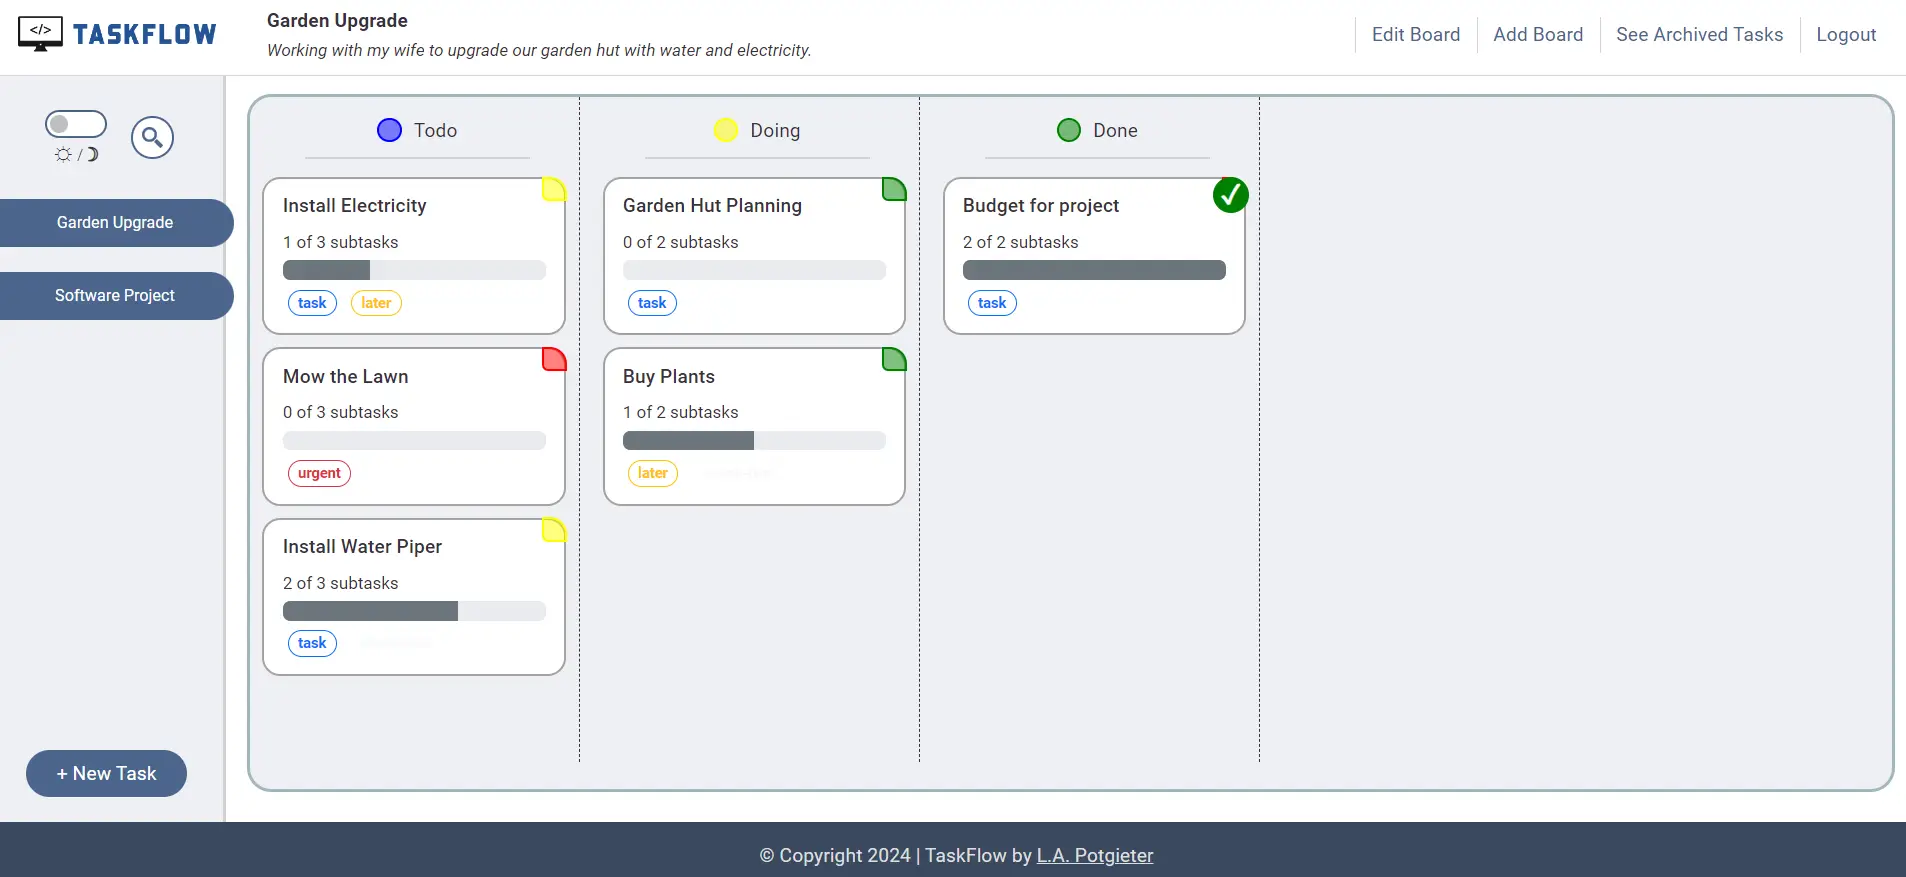 </> TASKFLOW
Garden Upgrade
Working with my wife to upgrade our garden hut with water and electricity.
Edit Board
Add Board
See Archived Tasks
Logout
/
Garden Upgrade
Software Project
+ New Task
Todo
Install Electricity
1 of 3 subtasks
task later
Mow the Lawn
0 of 3 subtasks
urgent
Install Water Piper
2 of 3 subtasks
task
Doing
Garden Hut Planning
0 of 2 subtasks
task
Buy Plants
1 of 2 subtasks
later
Done
Budget for project
2 of 2 subtasks
task
© Copyright 2024 | TaskFlow by L.A. Potgieter